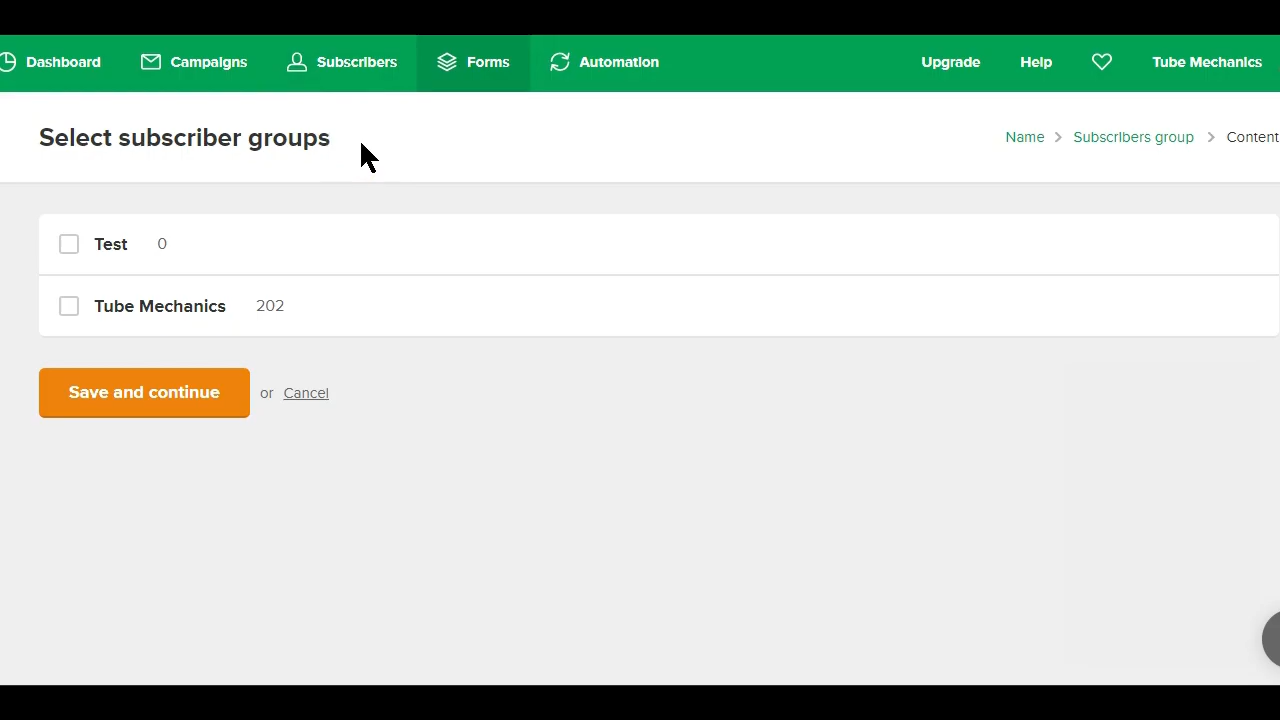 Dashboard Campaigns Subscribers Forms Automation Upgrade Help Tube Mechanics
Select subscriber groups
Name > Subscribers group > Content
Test 0
Tube Mechanics 202
Save and continue or Cancel